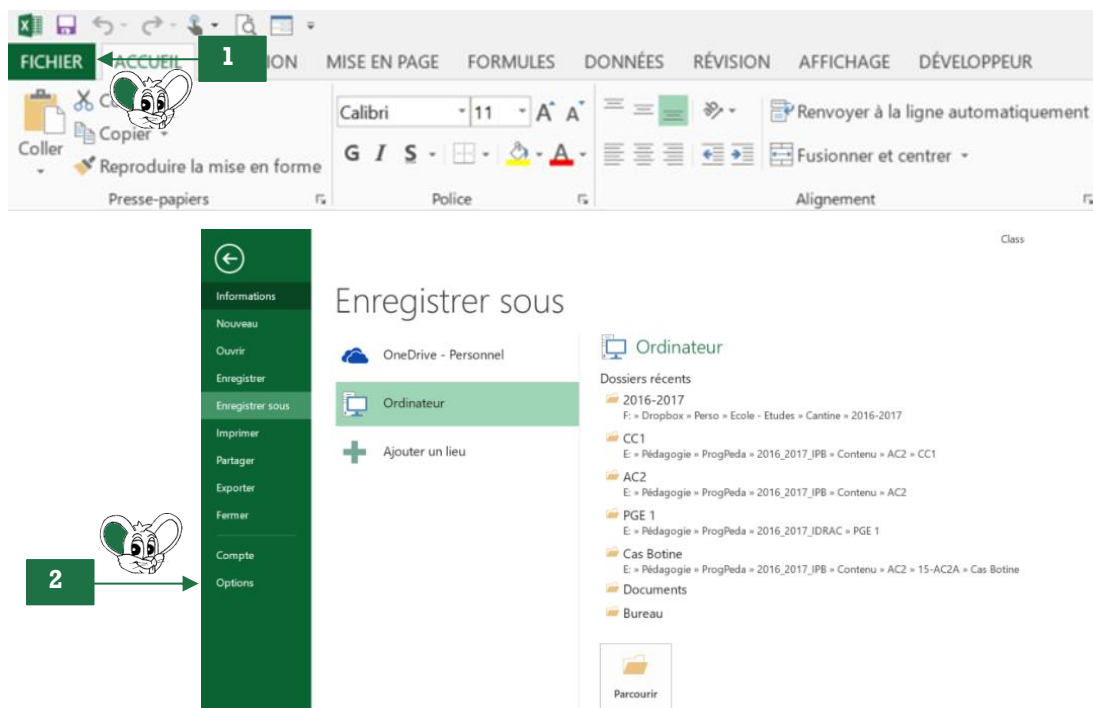 FICHIER ACCUEIL 1 ION MISE EN PAGE FORMULES DONNÉES RÉVISION AFFICHAGE DÉVELOPPEUR
Coller
Copier
Reproduire la mise en forme
Presse-papiers
Calibri 11 A A
G I S A
Police
Renvoyer à la ligne automatiquement
Fusionner et centrer
Alignement
Class
Informations
Nouveau
Ouvrir
Enregistrer
Enregistrer sous
Imprimer
Partager
Exporter
Fermer
Compte
2 Options
Enregistrer sous
OneDrive - Personnel
Ordinateur
Ajouter un lieu
Ordinateur
Dossiers récents
2016-2017
F: » Dropbox » Perso » Ecole - Etudes » Cantine » 2016-2017
CC1
E: » Pédagogie » ProgPeda » 2016_2017_IPB » Contenu » AC2 » CC1
AC2
E: » Pédagogie » ProgPeda » 2016_2017_IPB » Contenu » AC2
PGE 1
E: » Pédagogie » ProgPeda » 2016_2017_IDRAC » PGE 1
Cas Botine
E: » Pédagogie » ProgPeda » 2016_2017_IPB » Contenu » AC2 » 15-AC2A » Cas Botine
Documents
Bureau
Parcourir